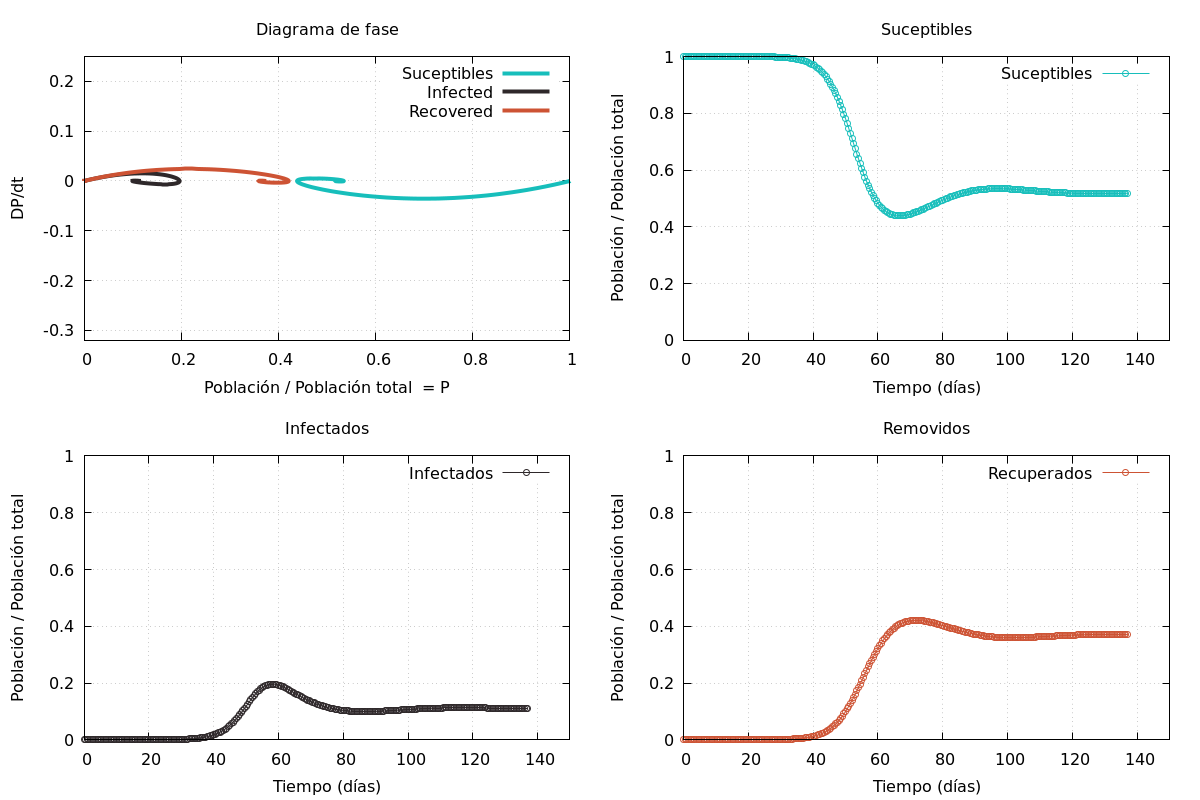 Diagrama de fase
Suceptibles
Infected
Recovered
0.2
0.1
0
-0.1
-0.2
-0.3
DP/dt
0 0.2 0.4 0.6 0.8 1
Población / Población total = P
Suceptibles
Suceptibles
1
0.8
0.6
0.4
0.2
0
Población / Población total
0 20 40 60 80 100 120 140
Tiempo (días)
Infectados
Infectados
1
0.8
0.6
0.4
0.2
0
Población / Población total
0 20 40 60 80 100 120 140
Tiempo (días)
Removidos
Recuperados
1
0.8
0.6
0.4
0.2
0
Población / Población total
0 20 40 60 80 100 120 140
Tiempo (días)